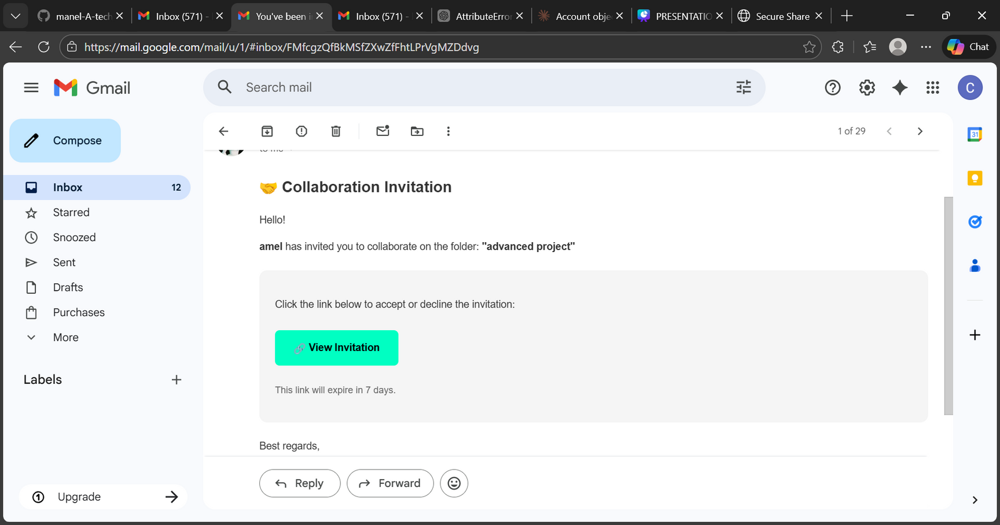 manel-A-tech
Inbox (571) -
You've been i
Inbox (571) -
AttributeError
Account obje
PRESENTATIO
Secure Share
https://mail.google.com/mail/u/1/#inbox/FMfcgzQfBkMSfZXwZfFhtLPrVgMZDdvg
Chat
Gmail
Search mail
C
Compose
1 of 29
31
Inbox 12
Starred
Snoozed
Sent
Drafts
Purchases
More
Labels
Upgrade
to me
🤝 Collaboration Invitation
Hello!
amel has invited you to collaborate on the folder: "advanced project"
Click the link below to accept or decline the invitation:
🔗 View Invitation
This link will expire in 7 days.
Best regards,
Reply
Forward